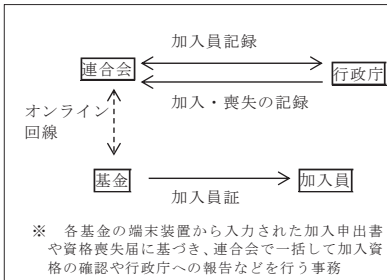 加入員記録
連合会
行政庁
加入・喪失の記録
オンライン
回線
基金
加入員
加入員証
※ 各基金の端末装置から入力された加入申出書
や資格喪失届に基づき、連合会で一括して加入資
格の確認や行政庁への報告などを行う事務